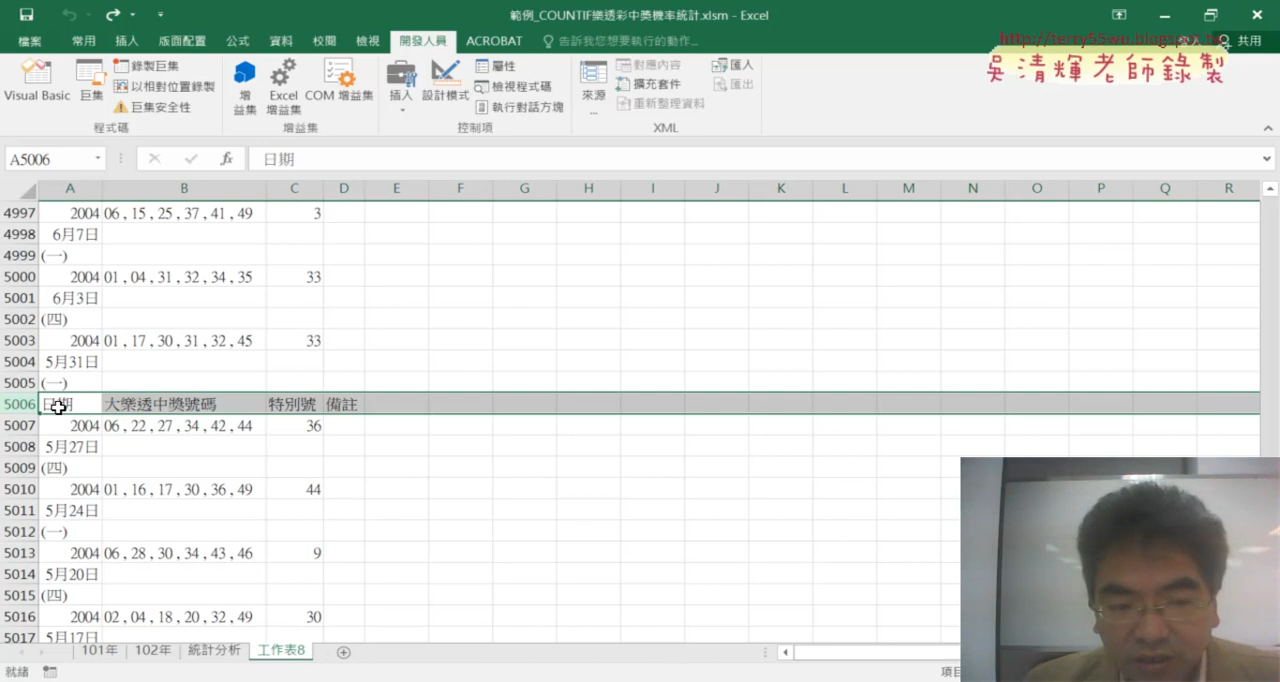 範例_COUNTIF樂透彩中獎機率統計.xlsm - Excel
檔案 常用 插入 版面配置 公式 資料 校閱 檢視 開發人員 ACROBAT 告訴我您想要執行的動作... 共用
http://terry55wu.blogspot.tw
吳清輝老師錄製
Visual Basic 巨集 錄製巨集 以相對位置錄製 巨集安全性
增益集 Excel 增益集 COM 增益集
插入 設計模式 屬性 檢視程式碼 執行對話方塊
來源... 對應內容 擴充套件 重新整理資料 匯入 匯出
程式碼 增益集 控制項 XML
A5006 fx 日期
A B C D E F G H I J K L M N O P Q R
4997 2004 06 , 15 , 25 , 37 , 41 , 49 3
4998 6月7日
4999 (一)
5000 2004 01 , 04 , 31 , 32 , 34 , 35 33
5001 6月3日
5002 (四)
5003 2004 01 , 17 , 30 , 31 , 32 , 45 33
5004 5月31日
5005 (一)
5006 日期 大樂透中獎號碼 特別號 備註
5007 2004 06 , 22 , 27 , 34 , 42 , 44 36
5008 5月27日
5009 (四)
5010 2004 01 , 16 , 17 , 30 , 36 , 49 44
5011 5月24日
5012 (一)
5013 2004 06 , 28 , 30 , 34 , 43 , 46 9
5014 5月20日
5015 (四)
5016 2004 02 , 04 , 18 , 20 , 32 , 49 30
5017 5月17日
101年 102年 統計分析 工作表8
就緒 項目